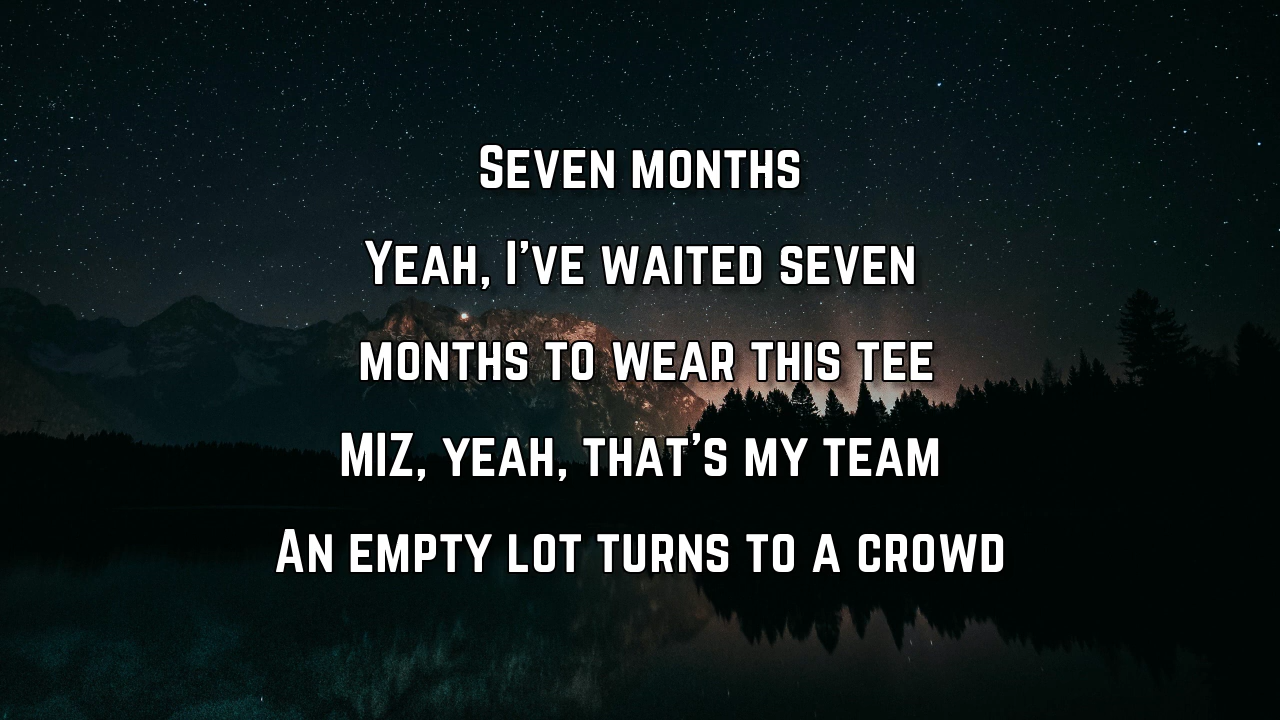 Seven months
Yeah, I've waited seven
months to wear this tee
MIZ, yeah, that's my team
An empty lot turns to a crowd